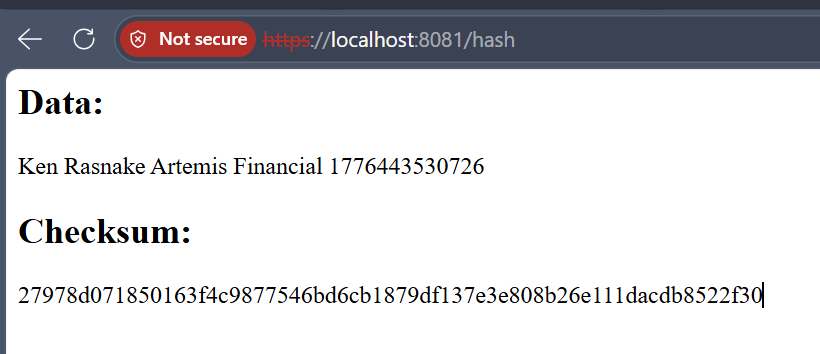 Not secure https://localhost:8081/hash
Data:
Ken Rasnake Artemis Financial 1776443530726
Checksum:
27978d071850163f4c9877546bd6cb1879df137e3e808b26e111dacdb8522f30